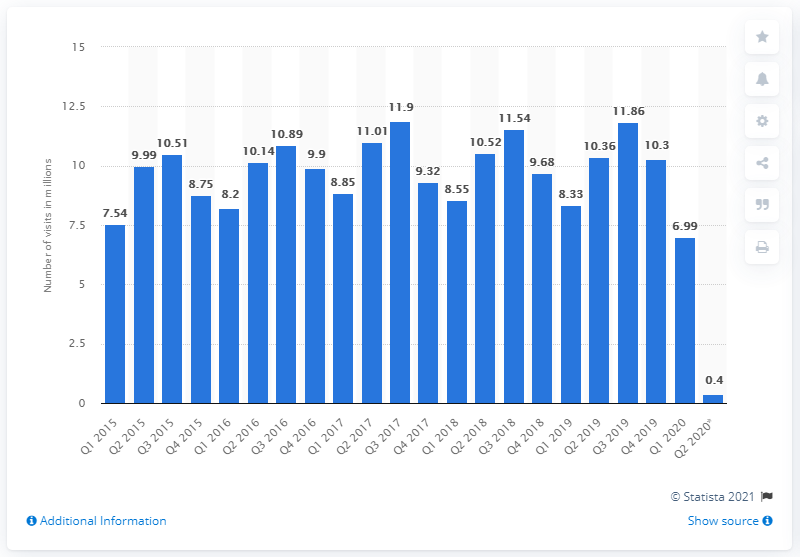 15
12.5
10
7.5
5
2.5
0
Number of visits in millions
7.54
9.99
10.51
8.75
8.2
10.14
10.89
9.9
8.85
11.01
11.9
9.32
8.55
10.52
11.54
9.68
8.33
10.36
11.86
10.3
6.99
0.4
Q1 2015
Q2 2015
Q3 2015
Q4 2015
Q1 2016
Q2 2016
Q3 2016
Q4 2016
Q1 2017
Q2 2017
Q3 2017
Q4 2017
Q1 2018
Q2 2018
Q3 2018
Q4 2018
Q1 2019
Q2 2019
Q3 2019
Q4 2019
Q1 2020
Q2 2020*
© Statista 2021
Additional Information
Show source